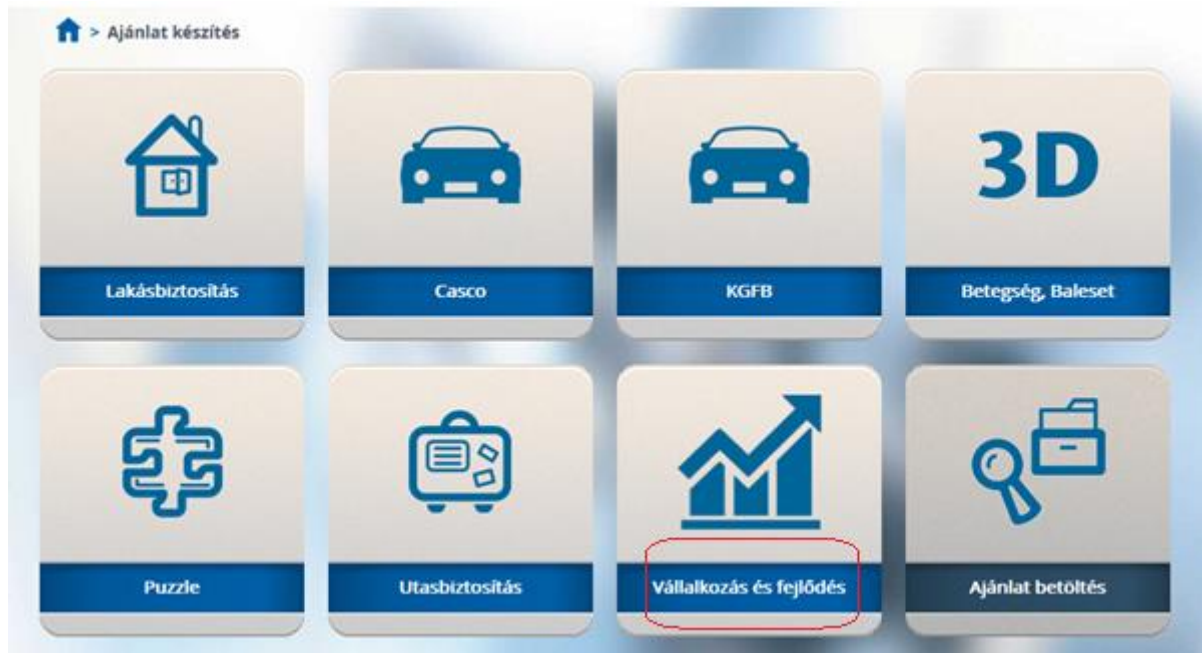 > Ajánlat készítés
3D
Lakásbiztosítás
Casco
KGFB
Betegség, Baleset
Puzzle
Utasbiztosítás
Vállalkozás és fejlődés
Ajánlat betöltés